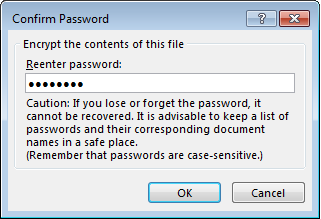 Confirm Password
?
Encrypt the contents of this file
Reenter password:
●●●●●●●●
Caution: If you lose or forget the password, it
cannot be recovered. It is advisable to keep a list of
passwords and their corresponding document
names in a safe place.
(Remember that passwords are case-sensitive.)
OK Cancel